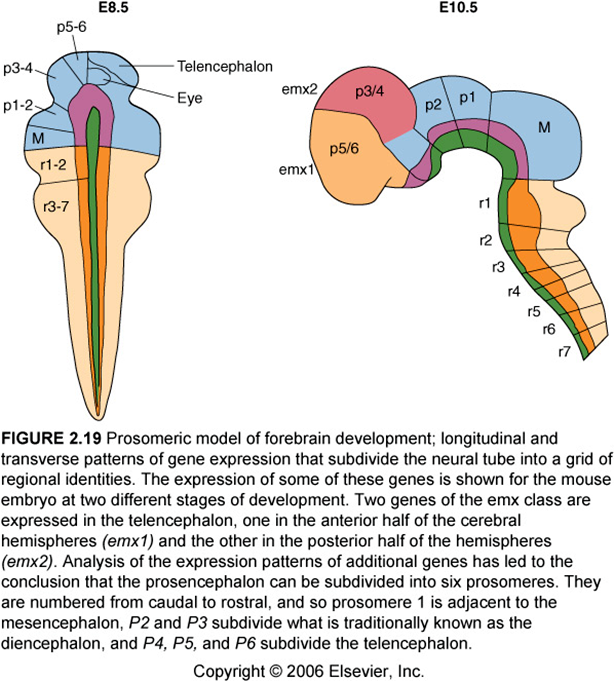 E8.5
E10.5
p5-6
p3-4
Telencephalon
Eye
p1-2
M
r1-2
r3-7
emx2
p3/4
p2
p1
M
p5/6
emx1
r1
r2
r3
r4
r5
r6
r7
FIGURE 2.19 Prosomeric model of forebrain development; longitudinal and
transverse patterns of gene expression that subdivide the neural tube into a grid of
regional identities. The expression of some of these genes is shown for the mouse
embryo at two different stages of development. Two genes of the emx class are
expressed in the telencephalon, one in the anterior half of the cerebral
hemispheres (emx1) and the other in the posterior half of the hemispheres
(emx2). Analysis of the expression patterns of additional genes has led to the
conclusion that the prosencephalon can be subdivided into six prosomeres. They
are numbered from caudal to rostral, and so prosomere 1 is adjacent to the
mesencephalon, P2 and P3 subdivide what is traditionally known as the
diencephalon, and P4, P5, and P6 subdivide the telencephalon.
Copyright © 2006 Elsevier, Inc.